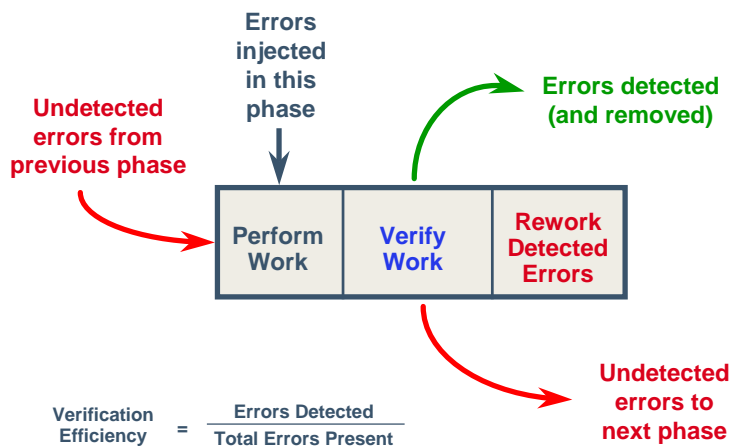 Errors
injected
in this
phase
Undetected
errors from
previous phase
Errors detected
(and removed)
Perform
Work
Verify
Work
Rework
Detected
Errors
Undetected
errors to
next phase
Verification
Efficiency
=
Errors Detected
Total Errors Present